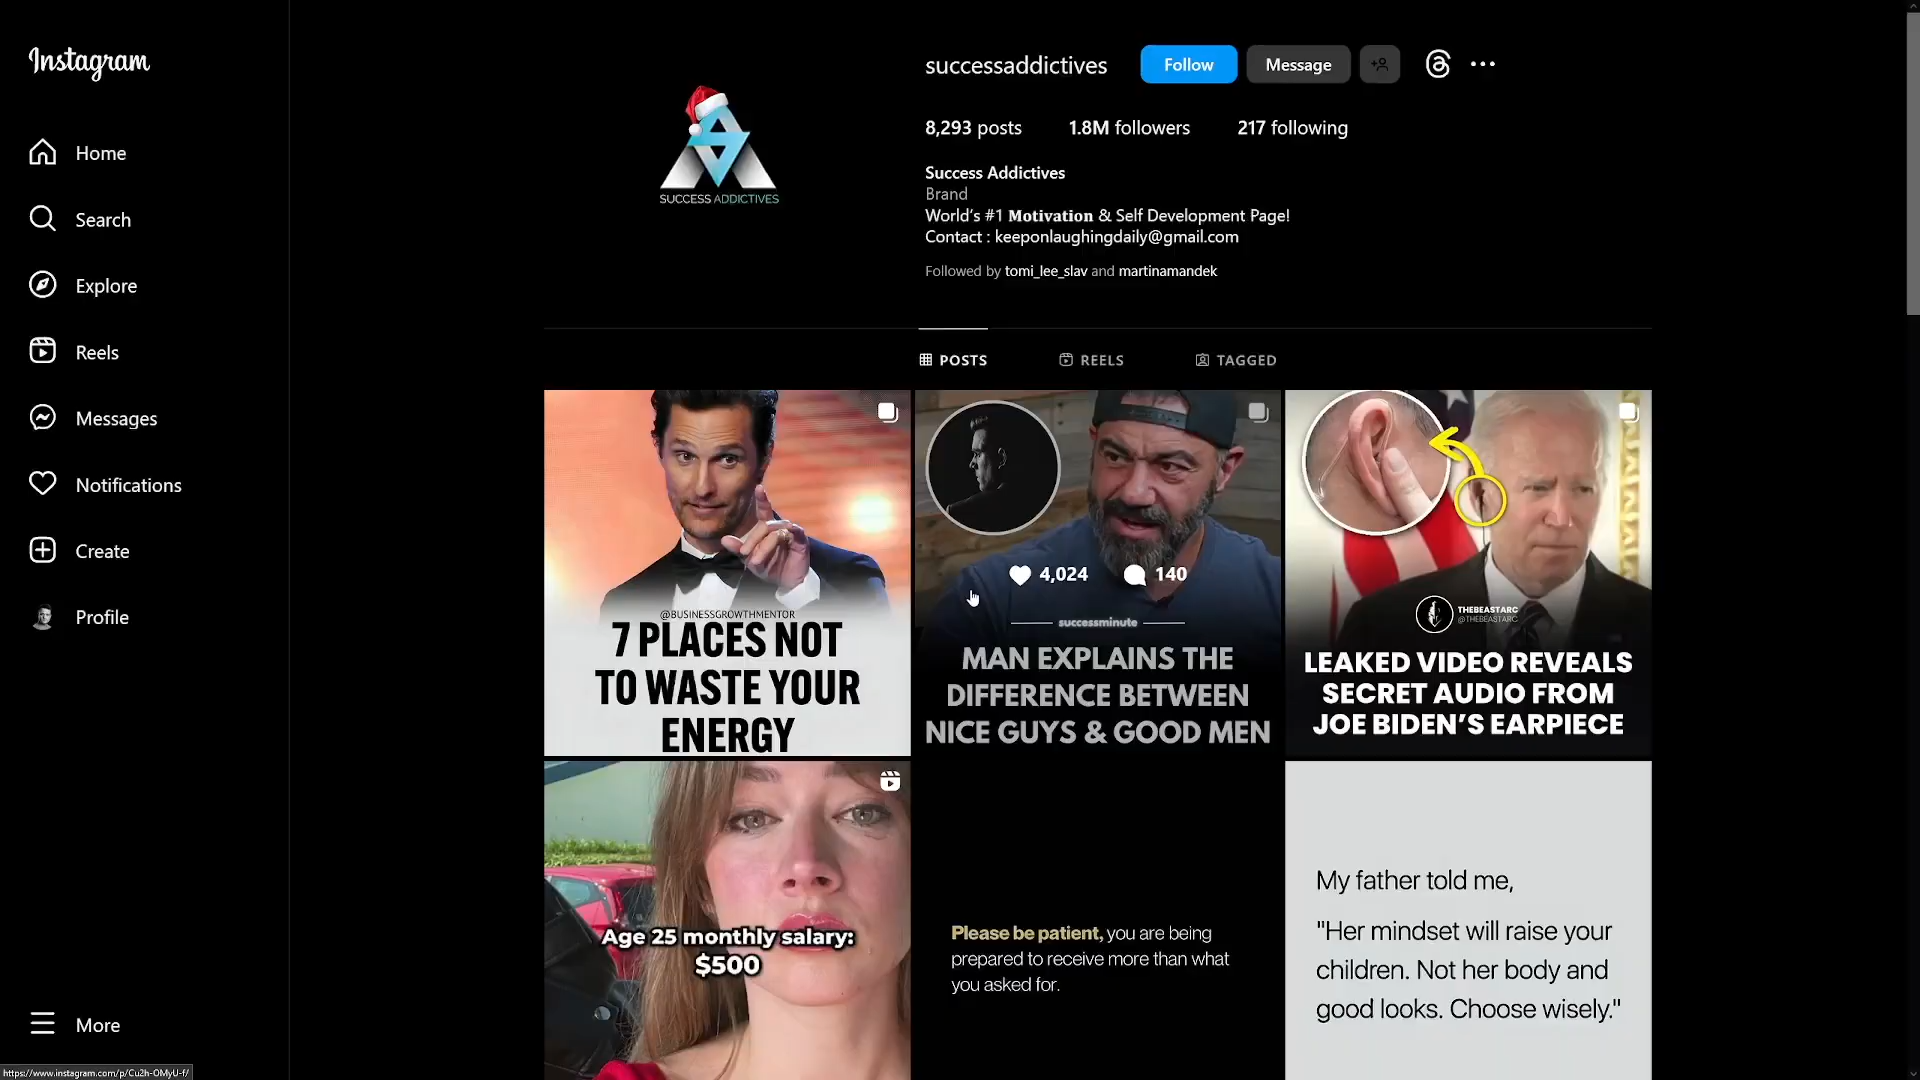 Instagram
Home
Search
Explore
Reels
Messages
Notifications
Create
Profile
More
https://www.instagram.com/p/Cu2h-OMyU-f/
SUCCESS ADDICTIVES
successaddictives
Follow
Message
8,293 posts
1.8M followers
217 following
Success Addictives
Brand
World's #1 Motivation & Self Development Page!
Contact : keeponlaughingdaily@gmail.com
Followed by tomi_lee_slav and martinamandek
POSTS
REELS
TAGGED
@BUSINESSGROWTHMENTOR
7 PLACES NOT
TO WASTE YOUR
ENERGY
4,024
140
successminute
MAN EXPLAINS THE
DIFFERENCE BETWEEN
NICE GUYS & GOOD MEN
THEBEASTARC
@THEBEASTARC
LEAKED VIDEO REVEALS
SECRET AUDIO FROM
JOE BIDEN'S EARPIECE
Age 25 monthly salary:
$500
Please be patient, you are being
prepared to receive more than what
you asked for.
My father told me,
"Her mindset will raise your
children. Not her body and
good looks. Choose wisely."